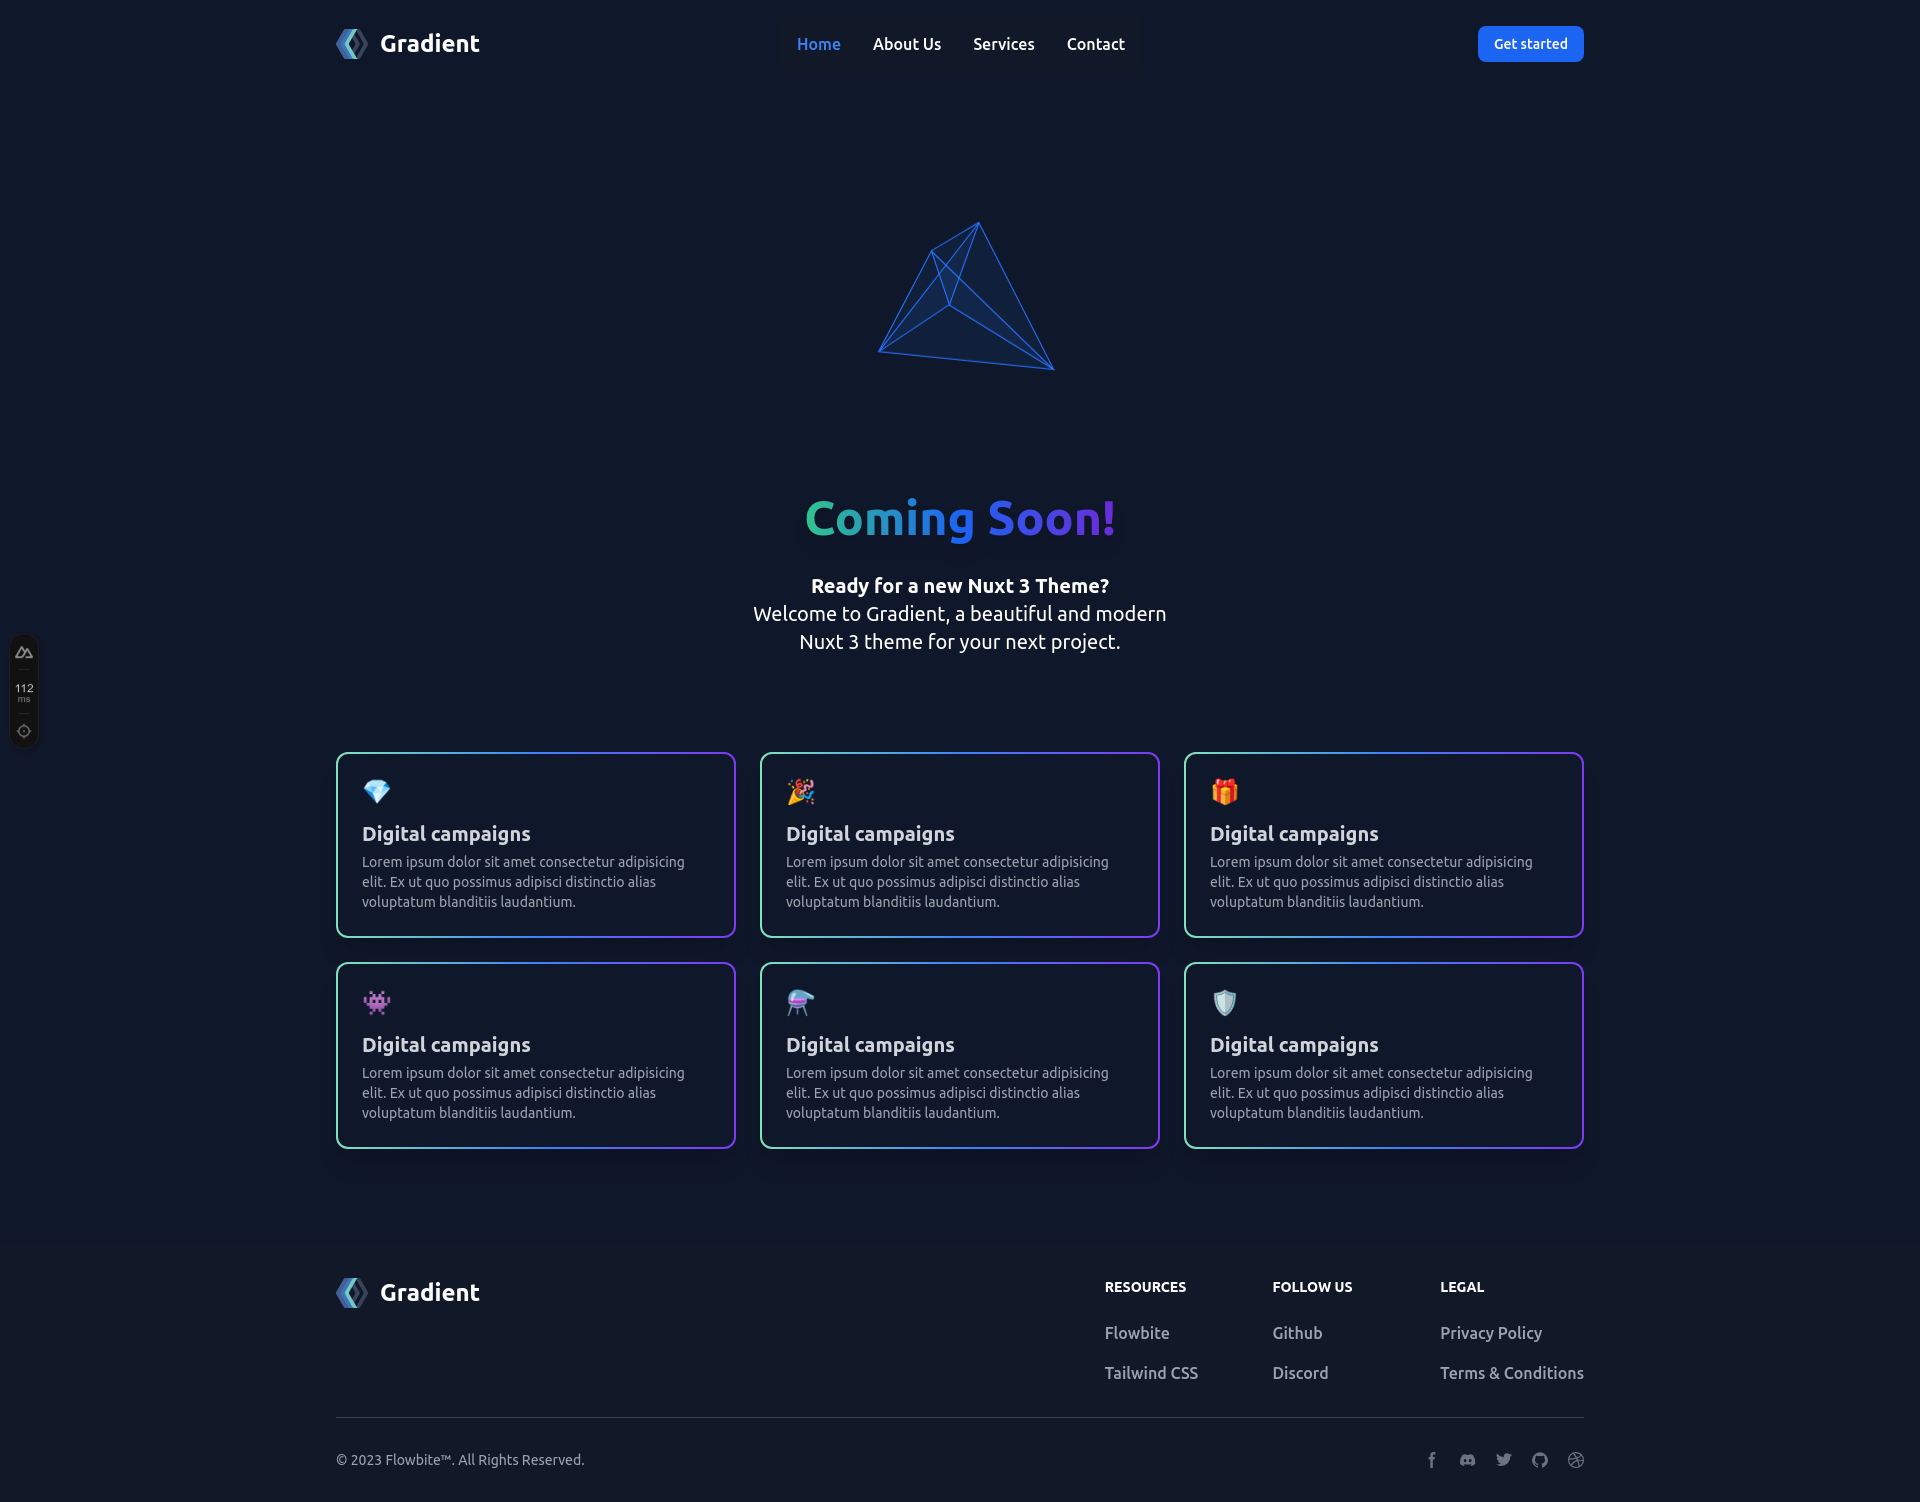 Gradient
Home About Us Services Contact
Get started
Coming Soon!
Ready for a new Nuxt 3 Theme?
Welcome to Gradient, a beautiful and modern
Nuxt 3 theme for your next project.
112
ms
Digital campaigns
Lorem ipsum dolor sit amet consectetur adipisicing
elit. Ex ut quo possimus adipisci distinctio alias
voluptatum blanditiis laudantium.
Digital campaigns
Lorem ipsum dolor sit amet consectetur adipisicing
elit. Ex ut quo possimus adipisci distinctio alias
voluptatum blanditiis laudantium.
Digital campaigns
Lorem ipsum dolor sit amet consectetur adipisicing
elit. Ex ut quo possimus adipisci distinctio alias
voluptatum blanditiis laudantium.
Digital campaigns
Lorem ipsum dolor sit amet consectetur adipisicing
elit. Ex ut quo possimus adipisci distinctio alias
voluptatum blanditiis laudantium.
Digital campaigns
Lorem ipsum dolor sit amet consectetur adipisicing
elit. Ex ut quo possimus adipisci distinctio alias
voluptatum blanditiis laudantium.
Digital campaigns
Lorem ipsum dolor sit amet consectetur adipisicing
elit. Ex ut quo possimus adipisci distinctio alias
voluptatum blanditiis laudantium.
Gradient
RESOURCES
Flowbite
Tailwind CSS
FOLLOW US
Github
Discord
LEGAL
Privacy Policy
Terms & Conditions
© 2023 Flowbite™. All Rights Reserved.